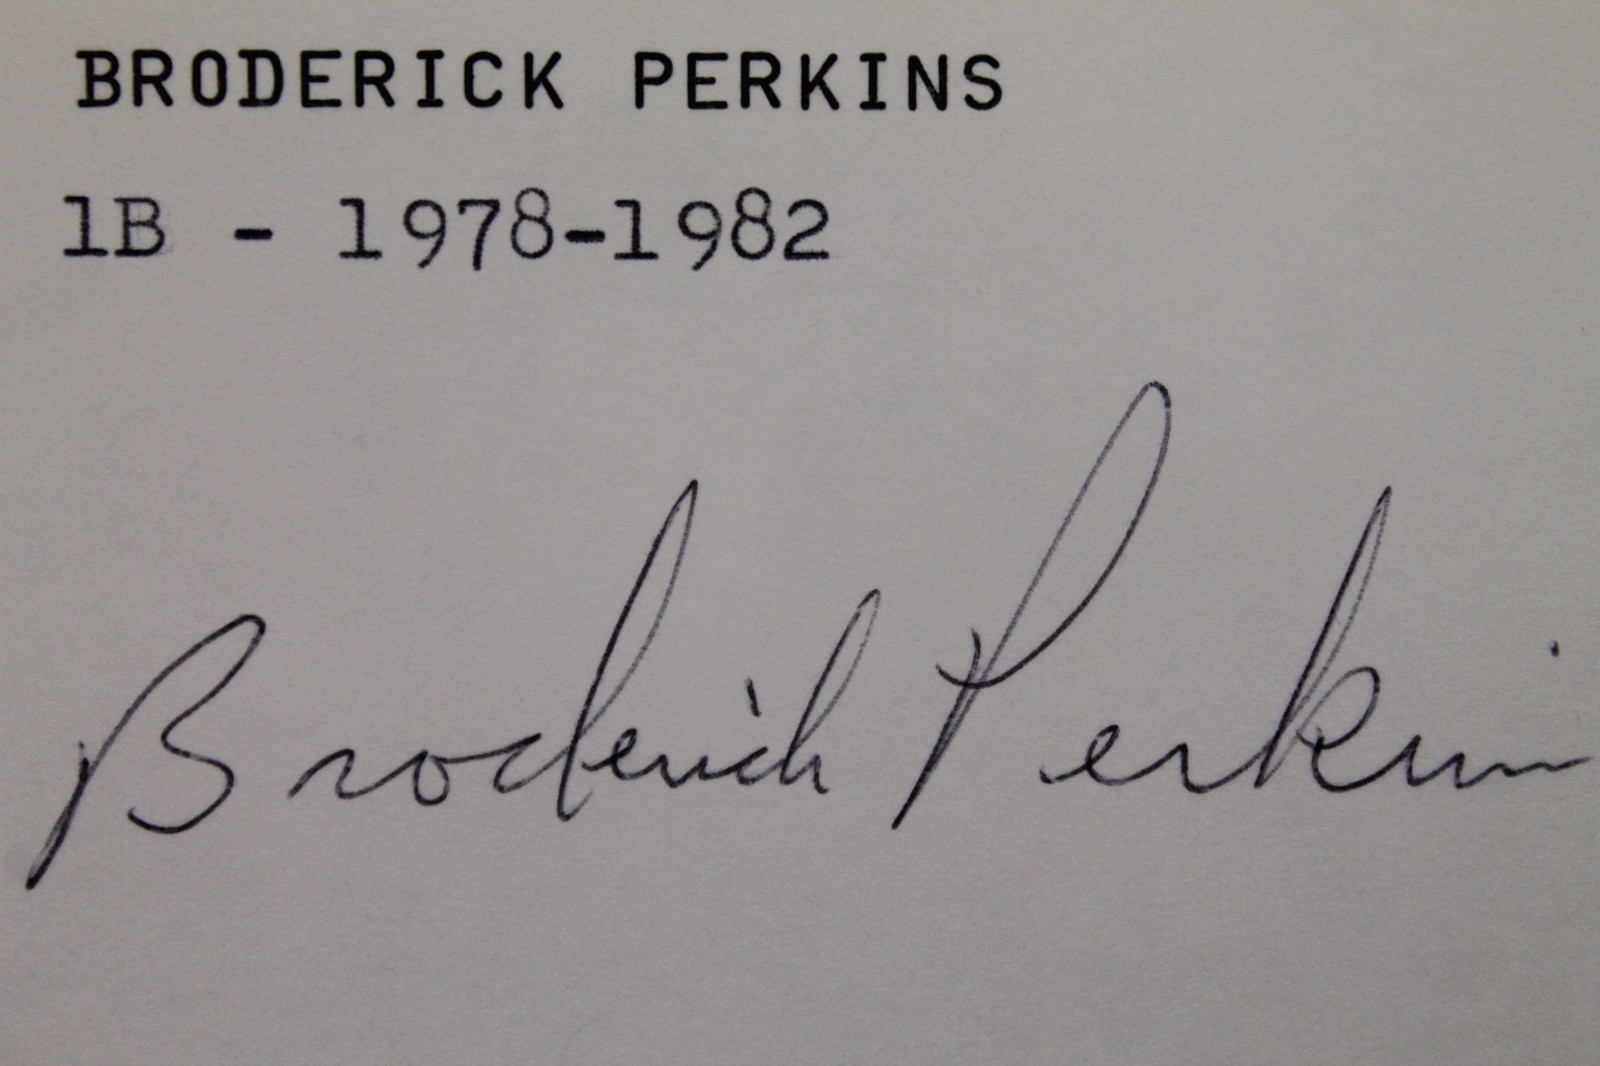 BRODERICK PERKINS
1B - 1978-1982
Broderick Perkins